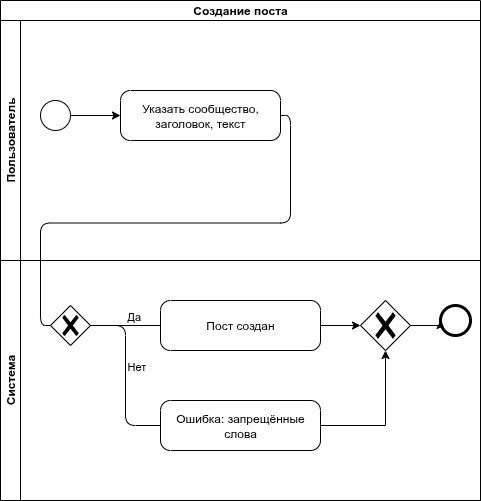 Создание поста
Пользователь
Указать сообщество,
заголовок, текст
Система
Да
Пост создан
Нет
Ошибка: запрещённые
слова